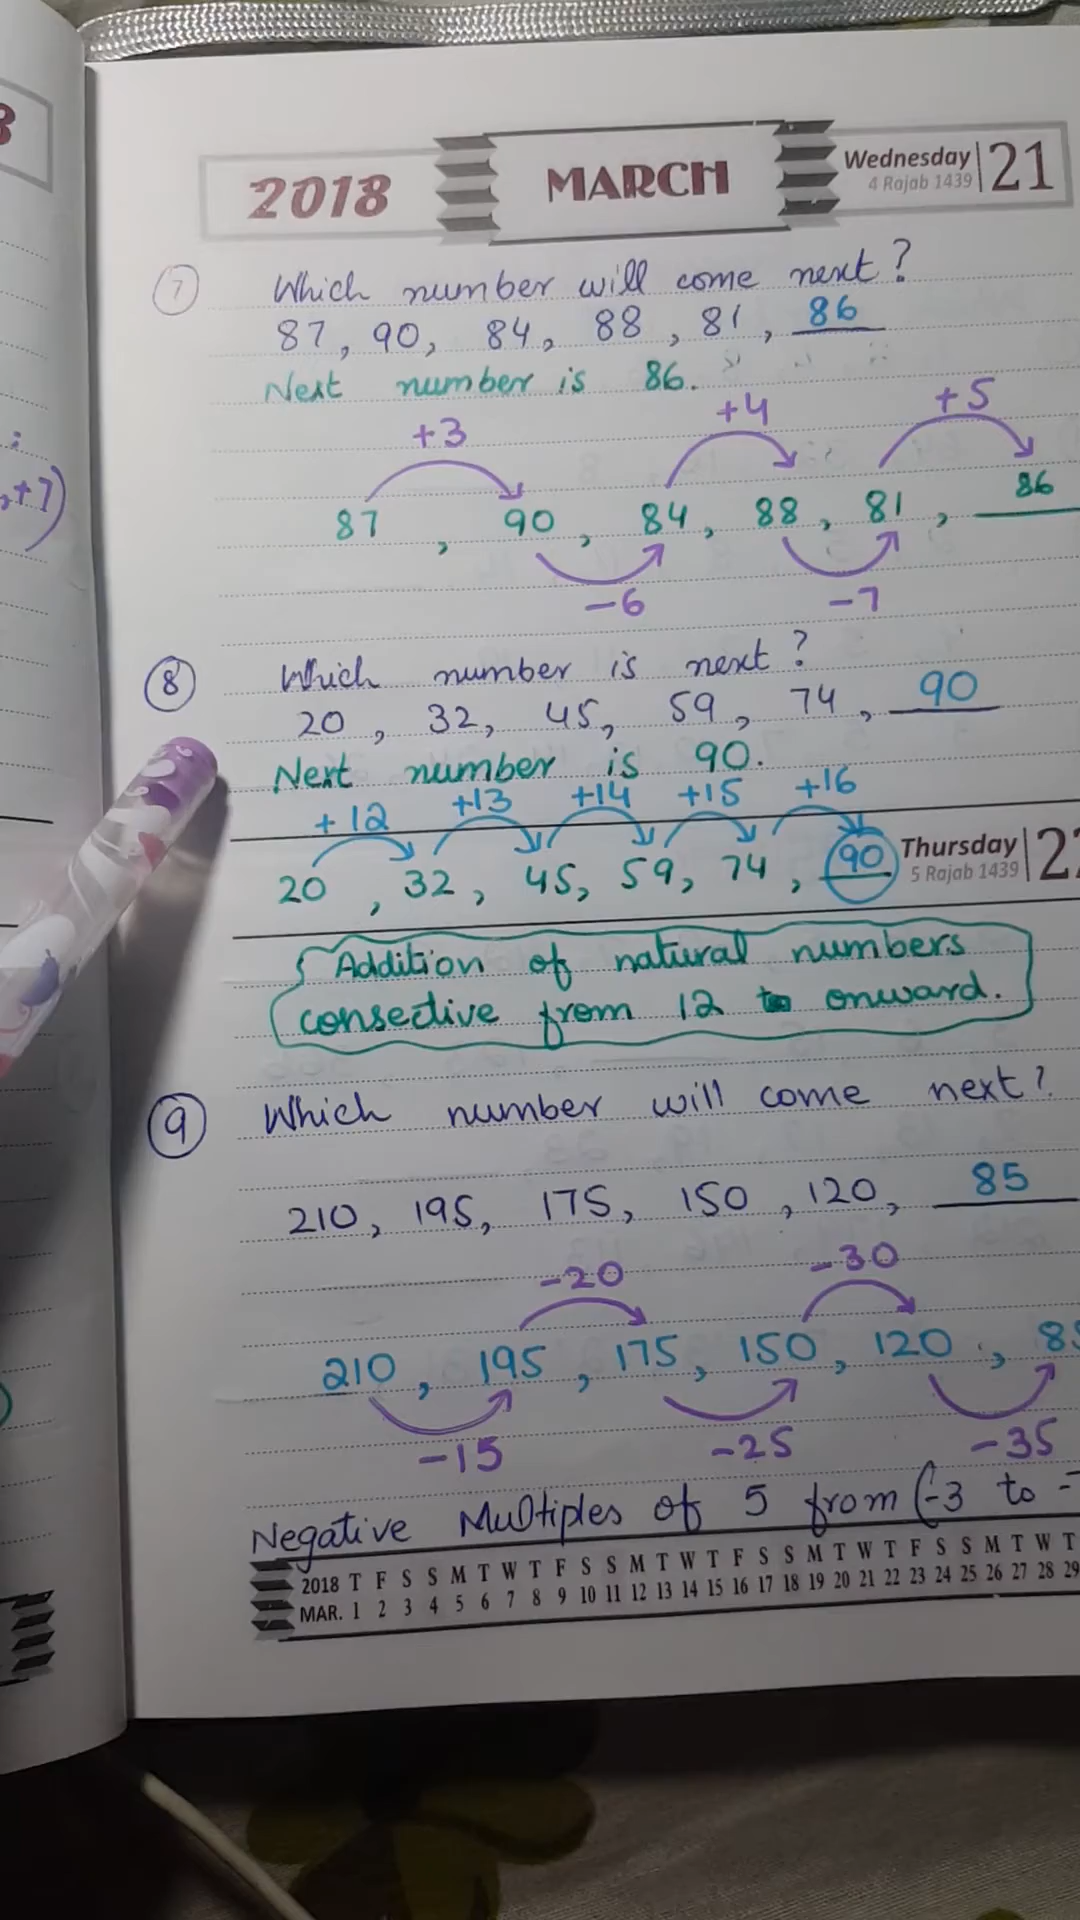 3
2018 MARCH Wednesday 21
4 Rajab 1439
7 Which number will come next?
87, 90, 84, 88, 81, 86
Next number is 86.
+3 +4 +5
87, 90, 84, 88, 81, 86
-6 -7
,+7)
8 Which number is next?
20, 32, 45, 59, 74, 90
Next number is 90.
+12 +13 +14 +15 +16
20, 32, 45, 59, 74, 90
Thursday 2
5 Rajab 1439
Addition of natural numbers
consective from 12 to onward.
9 Which number will come next?
210, 195, 175, 150, 120, 85
-20 -30
210, 195, 175, 150, 120, 85
-15 -25 -35
Negative Multiples of 5 from (-3 to -
2018 T F S S M T W T F S S M T W T F S S M T W T F S S M T W T
MAR. 1 2 3 4 5 6 7 8 9 10 11 12 13 14 15 16 17 18 19 20 21 22 23 24 25 26 27 28 29